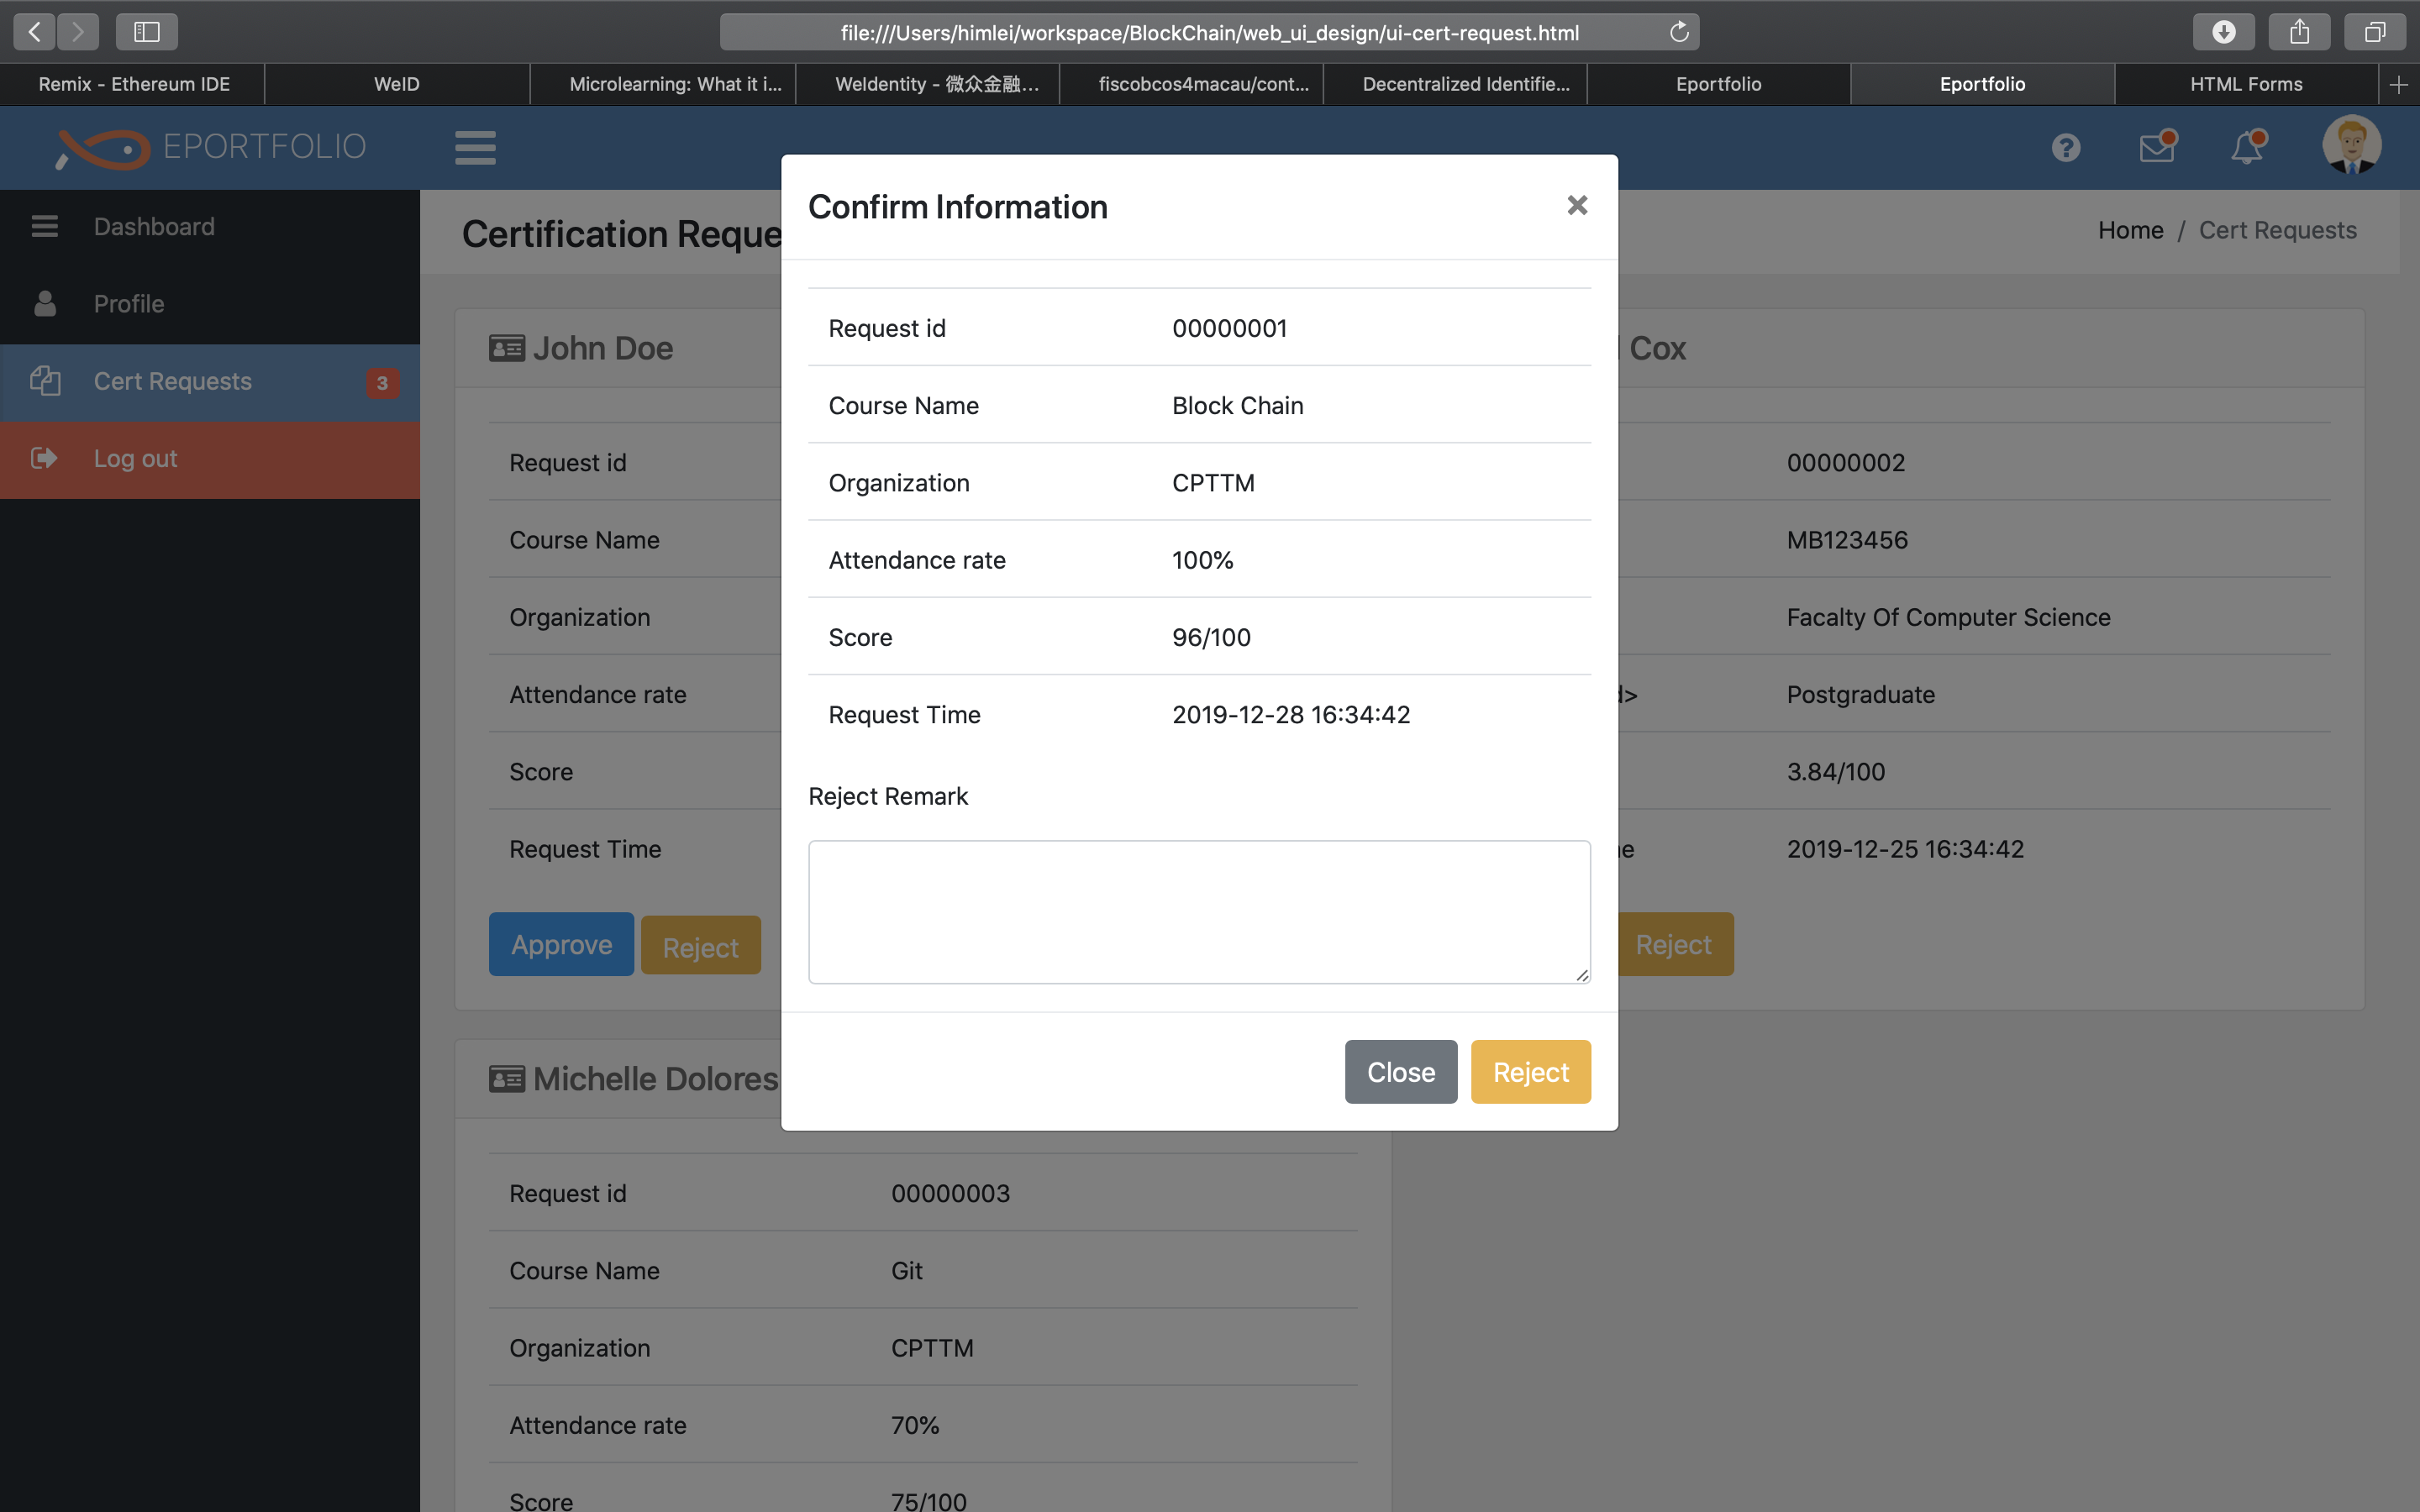 file:///Users/himlei/workspace/BlockChain/web_ui_design/ui-cert-request.html
Remix - Ethereum IDE
WeID
Microlearning: What it i...
WeIdentity - 微众金融...
fiscobcos4macau/cont...
Decentralized Identifie...
Eportfolio
Eportfolio
HTML Forms
EPORTFOLIO
Dashboard
Profile
Cert Requests 3
Log out
Certification Reque
Home / Cert Requests
John Doe
Request id
Course Name
Organization
Attendance rate
Score
Request Time
Approve Reject
Confirm Information ×
Request id 00000001
Course Name Block Chain
Organization CPTTM
Attendance rate 100%
Score 96/100
Request Time 2019-12-28 16:34:42
Reject Remark
Close Reject
Cox
00000002
MB123456
Facalty Of Computer Science
d> Postgraduate
3.84/100
e 2019-12-25 16:34:42
Reject
Michelle Dolores
Request id 00000003
Course Name Git
Organization CPTTM
Attendance rate 70%
Score 75/100